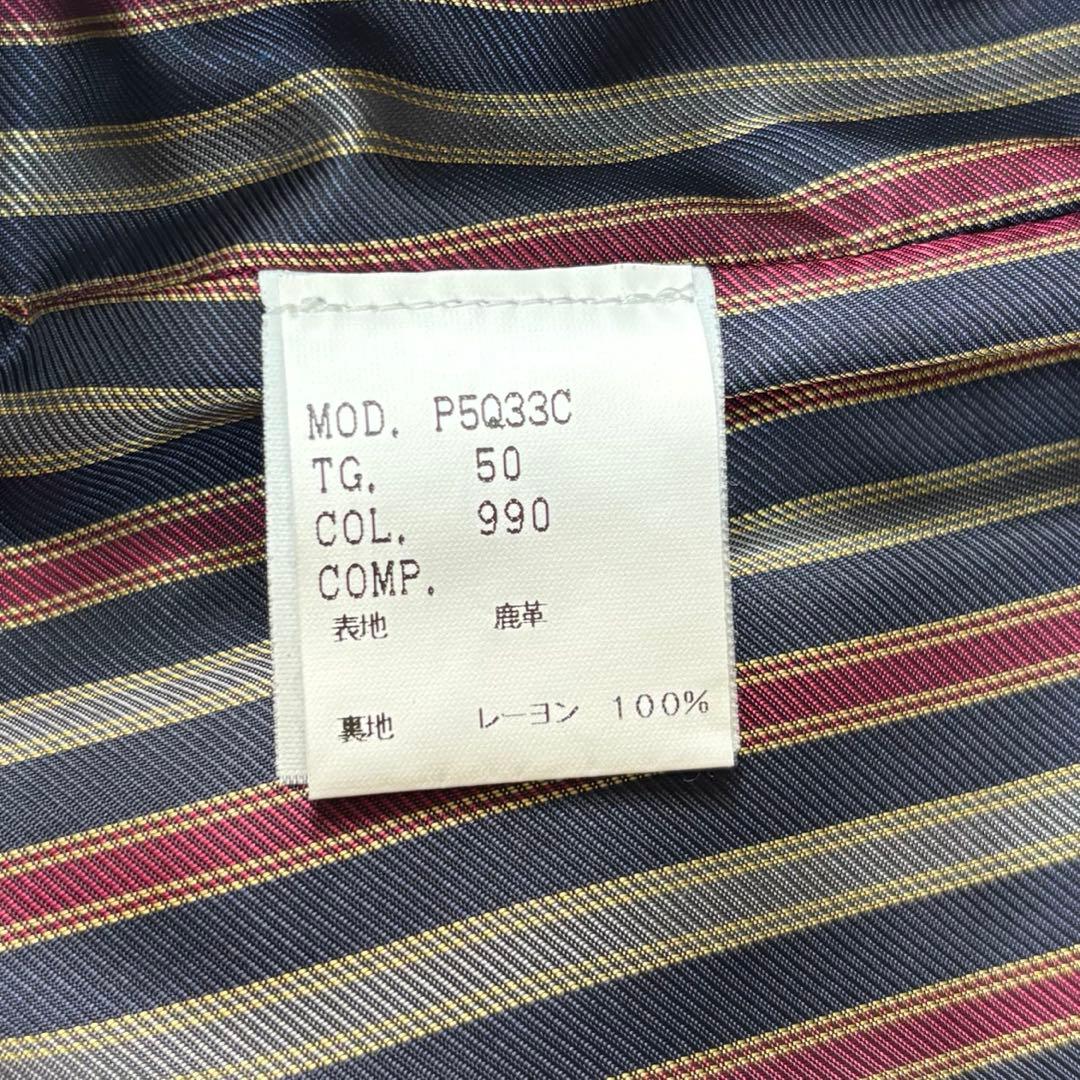 MOD. P5Q33C
TG. 50
COL. 990
COMP.
表地 鹿革
裏地 レーヨン 100%